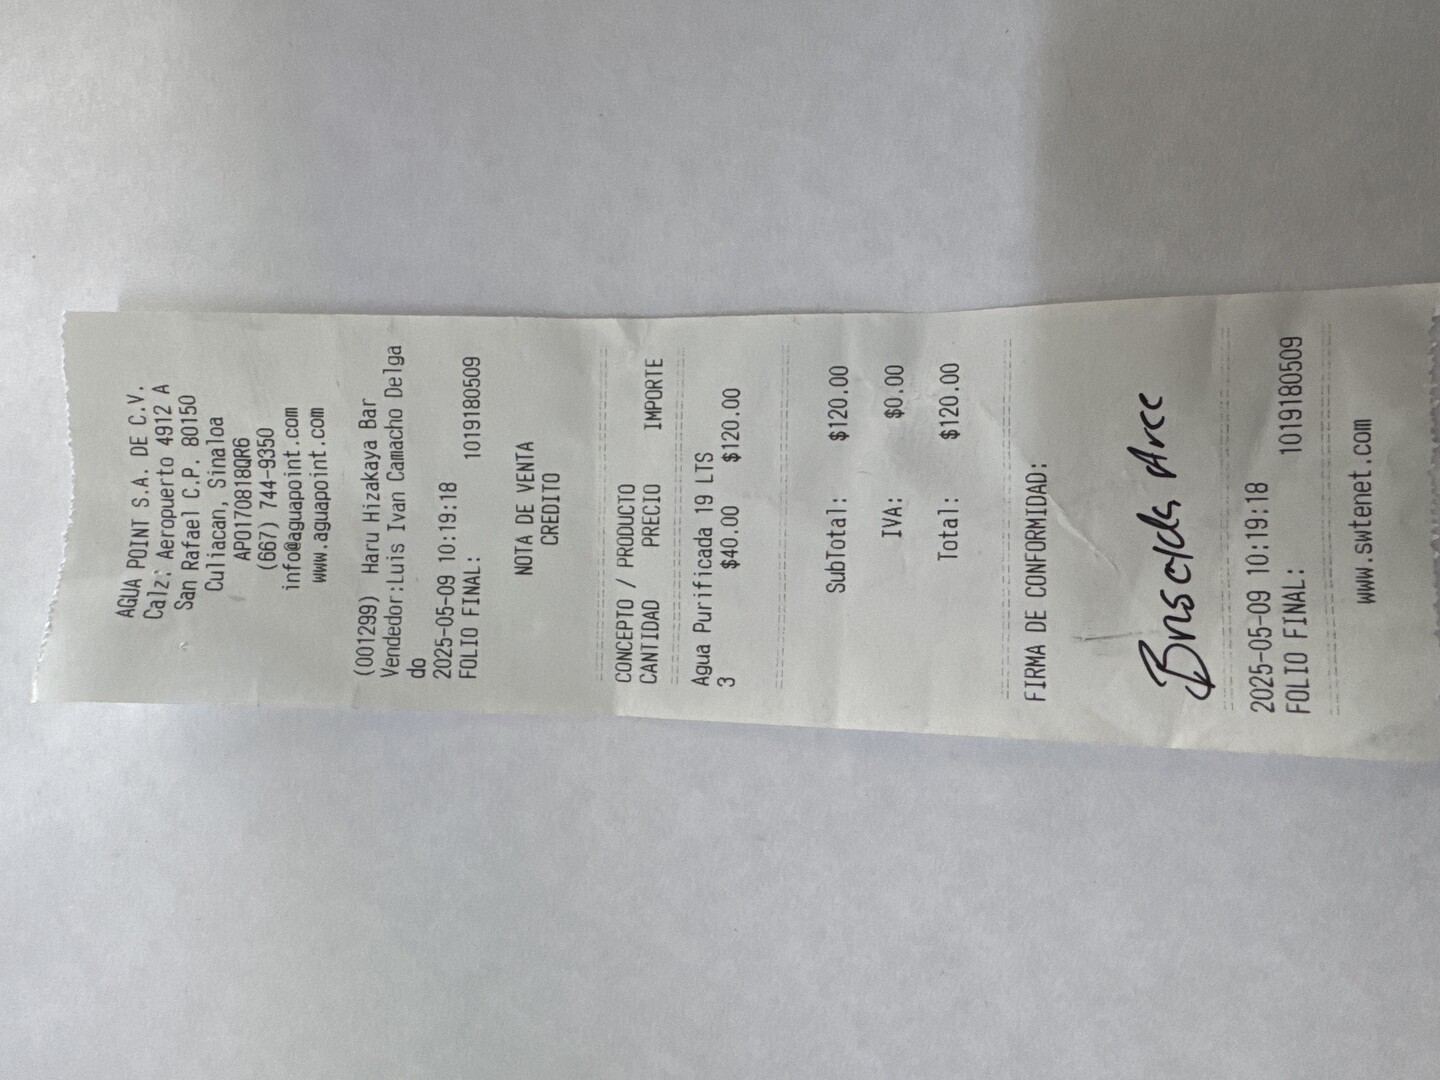 AGUA POINT S.A. DE C.V.
Calz: Aeropuerto 4912 A
San Rafael C.P. 80150
Culiacan, Sinaloa
APO170818QR6
(667) 744-9350
info@aguapoint.com
www.aguapoint.com
(001299) Haru Hizakaya Bar
Vendedor:Luis Ivan Camacho Delga
do
2025-05-09 10:19:18
FOLIO FINAL: 1019180509
NOTA DE VENTA
CREDITO
CONCEPTO / PRODUCTO
CANTIDAD PRECIO IMPORTE
Agua Purificada 19 LTS
3 $40.00 $120.00
SubTotal: $120.00
IVA: $0.00
Total: $120.00
FIRMA DE CONFORMIDAD:
Arce
2025-05-09 10:19:18
FOLIO FINAL: 1019180509
www.swtenet.com